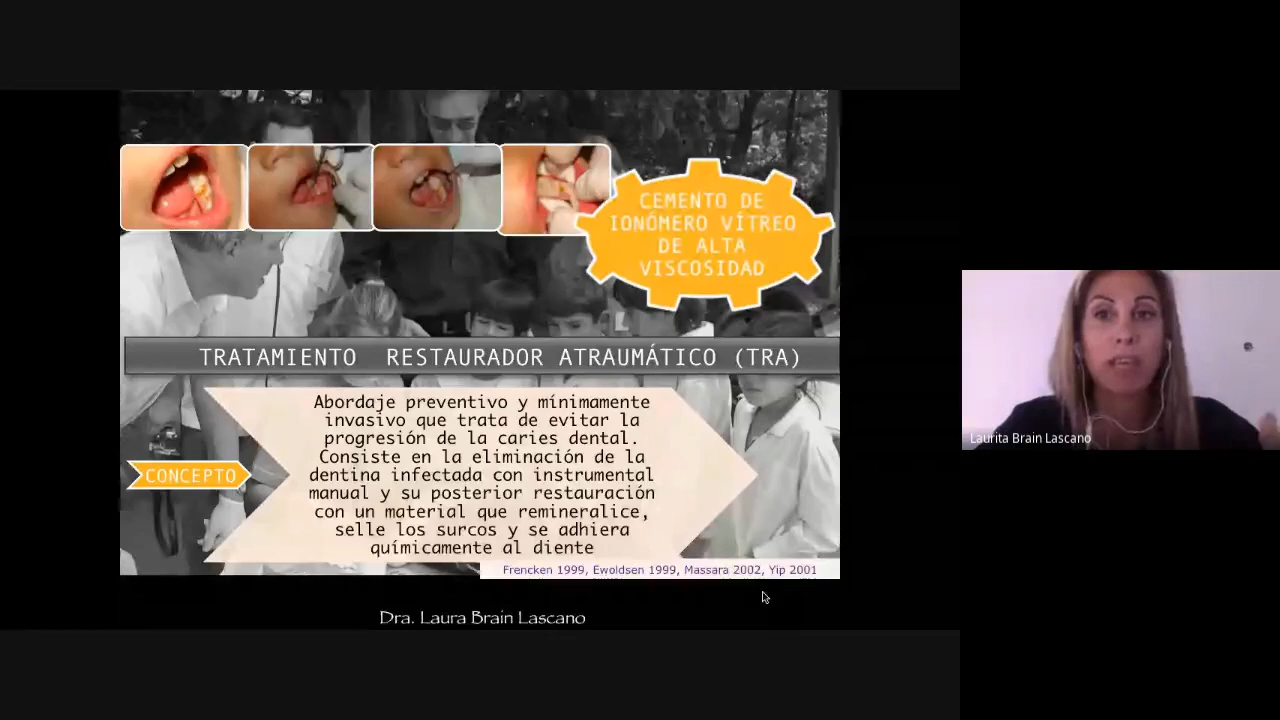 CEMENTO DE
IONÓMERO VÍTREO
DE ALTA
VISCOSIDAD
TRATAMIENTO RESTAURADOR ATRAUMÁTICO (TRA)
CONCEPTO
Abordaje preventivo y mínimamente
invasivo que trata de evitar la
progresión de la caries dental.
Consiste en la eliminación de la
dentina infectada con instrumental
manual y su posterior restauración
con un material que remineralice,
selle los surcos y se adhiera
químicamente al diente
Frencken 1999, Ewoldsen 1999, Massara 2002, Yip 2001
Dra. Laura Brain Lascano
Laurita Brain Lascano